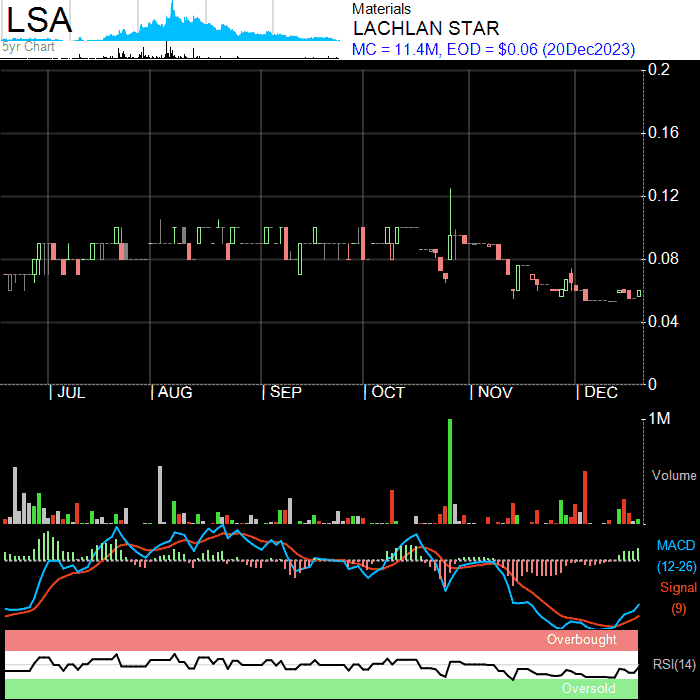 LSA
5yr Chart
Materials
LACHLAN STAR
MC = 11.4M, EOD = $0.06 (20Dec2023)
0.2
0.16
0.12
0.08
0.04
0
| JUL | AUG | SEP | OCT | NOV | DEC
1M
Volume
MACD
(12-26)
Signal
(9)
Overbought
RSI(14)
Oversold